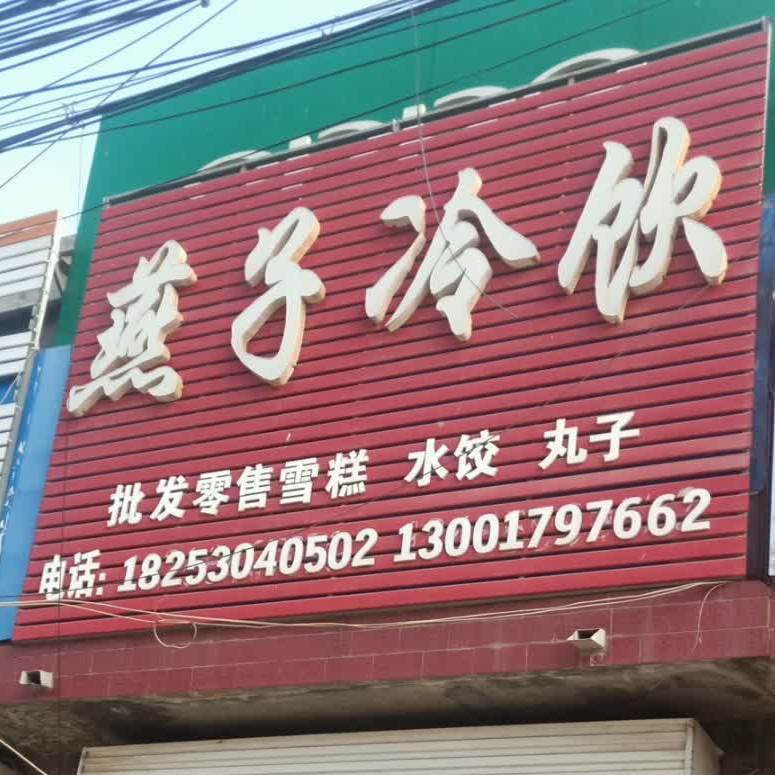 燕子冷饮
批发零售雪糕 水饺 丸子
电话: 18253040502 13001797662